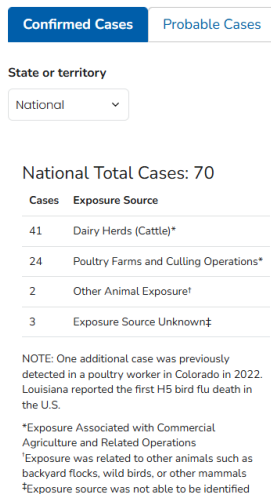 Confirmed Cases
Probable Cases
State or territory
National
National Total Cases: 70
Cases Exposure Source
41 Dairy Herds (Cattle)*
24 Poultry Farms and Culling Operations*
2 Other Animal Exposure†
3 Exposure Source Unknown‡
NOTE: One additional case was previously
detected in a poultry worker in Colorado in 2022.
Louisiana reported the first H5 bird flu death in
the U.S.
*Exposure Associated with Commercial
Agriculture and Related Operations
†Exposure was related to other animals such as
backyard flocks, wild birds, or other mammals
‡Exposure source was not able to be identified